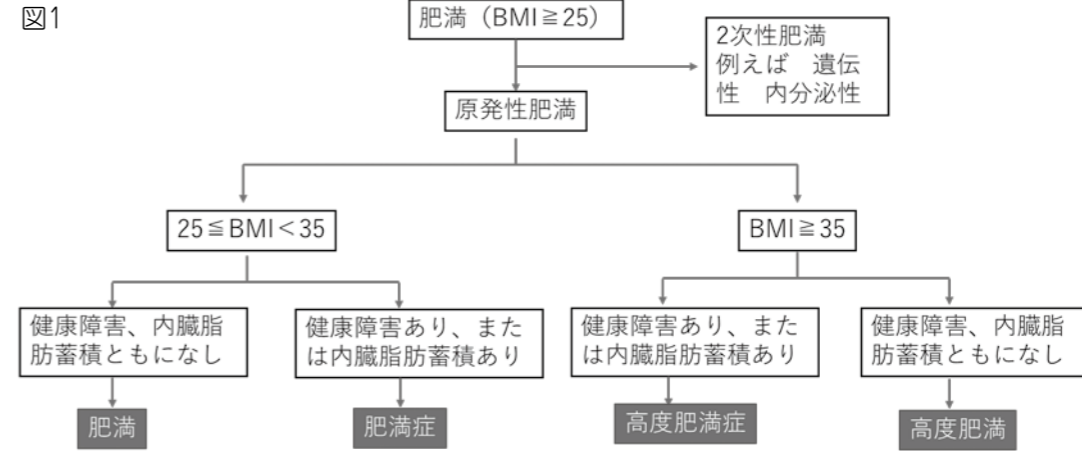 図1
肥満（BMI≧25）
2次性肥満
例えば　遺伝
性　内分泌性
原発性肥満
25≦BMI＜35
BMI≧35
健康障害、内臓脂
肪蓄積ともになし
健康障害あり、また
は内臓脂肪蓄積あり
健康障害あり、また
は内臓脂肪蓄積あり
健康障害、内臓脂
肪蓄積ともになし
肥満
肥満症
高度肥満症
高度肥満